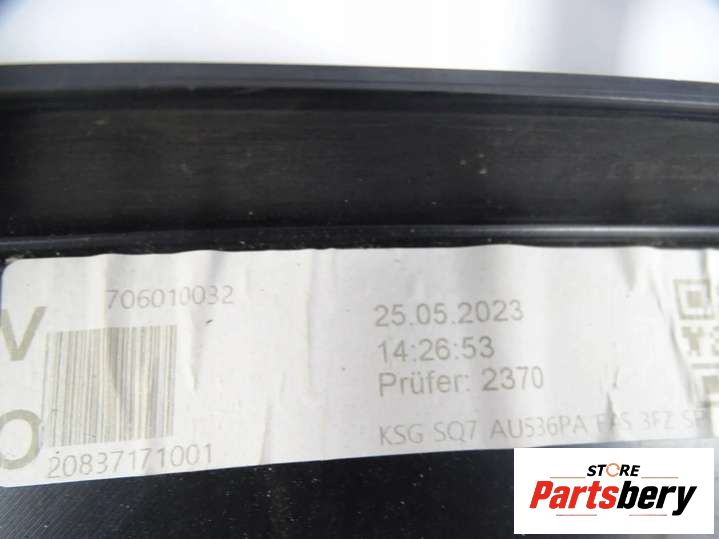 706010032
25.05.2023
14:26:53
Prüfer: 2370
KSG SQ7 AU536PA FAS 3FZ
20837171001
STORE
Partsbery